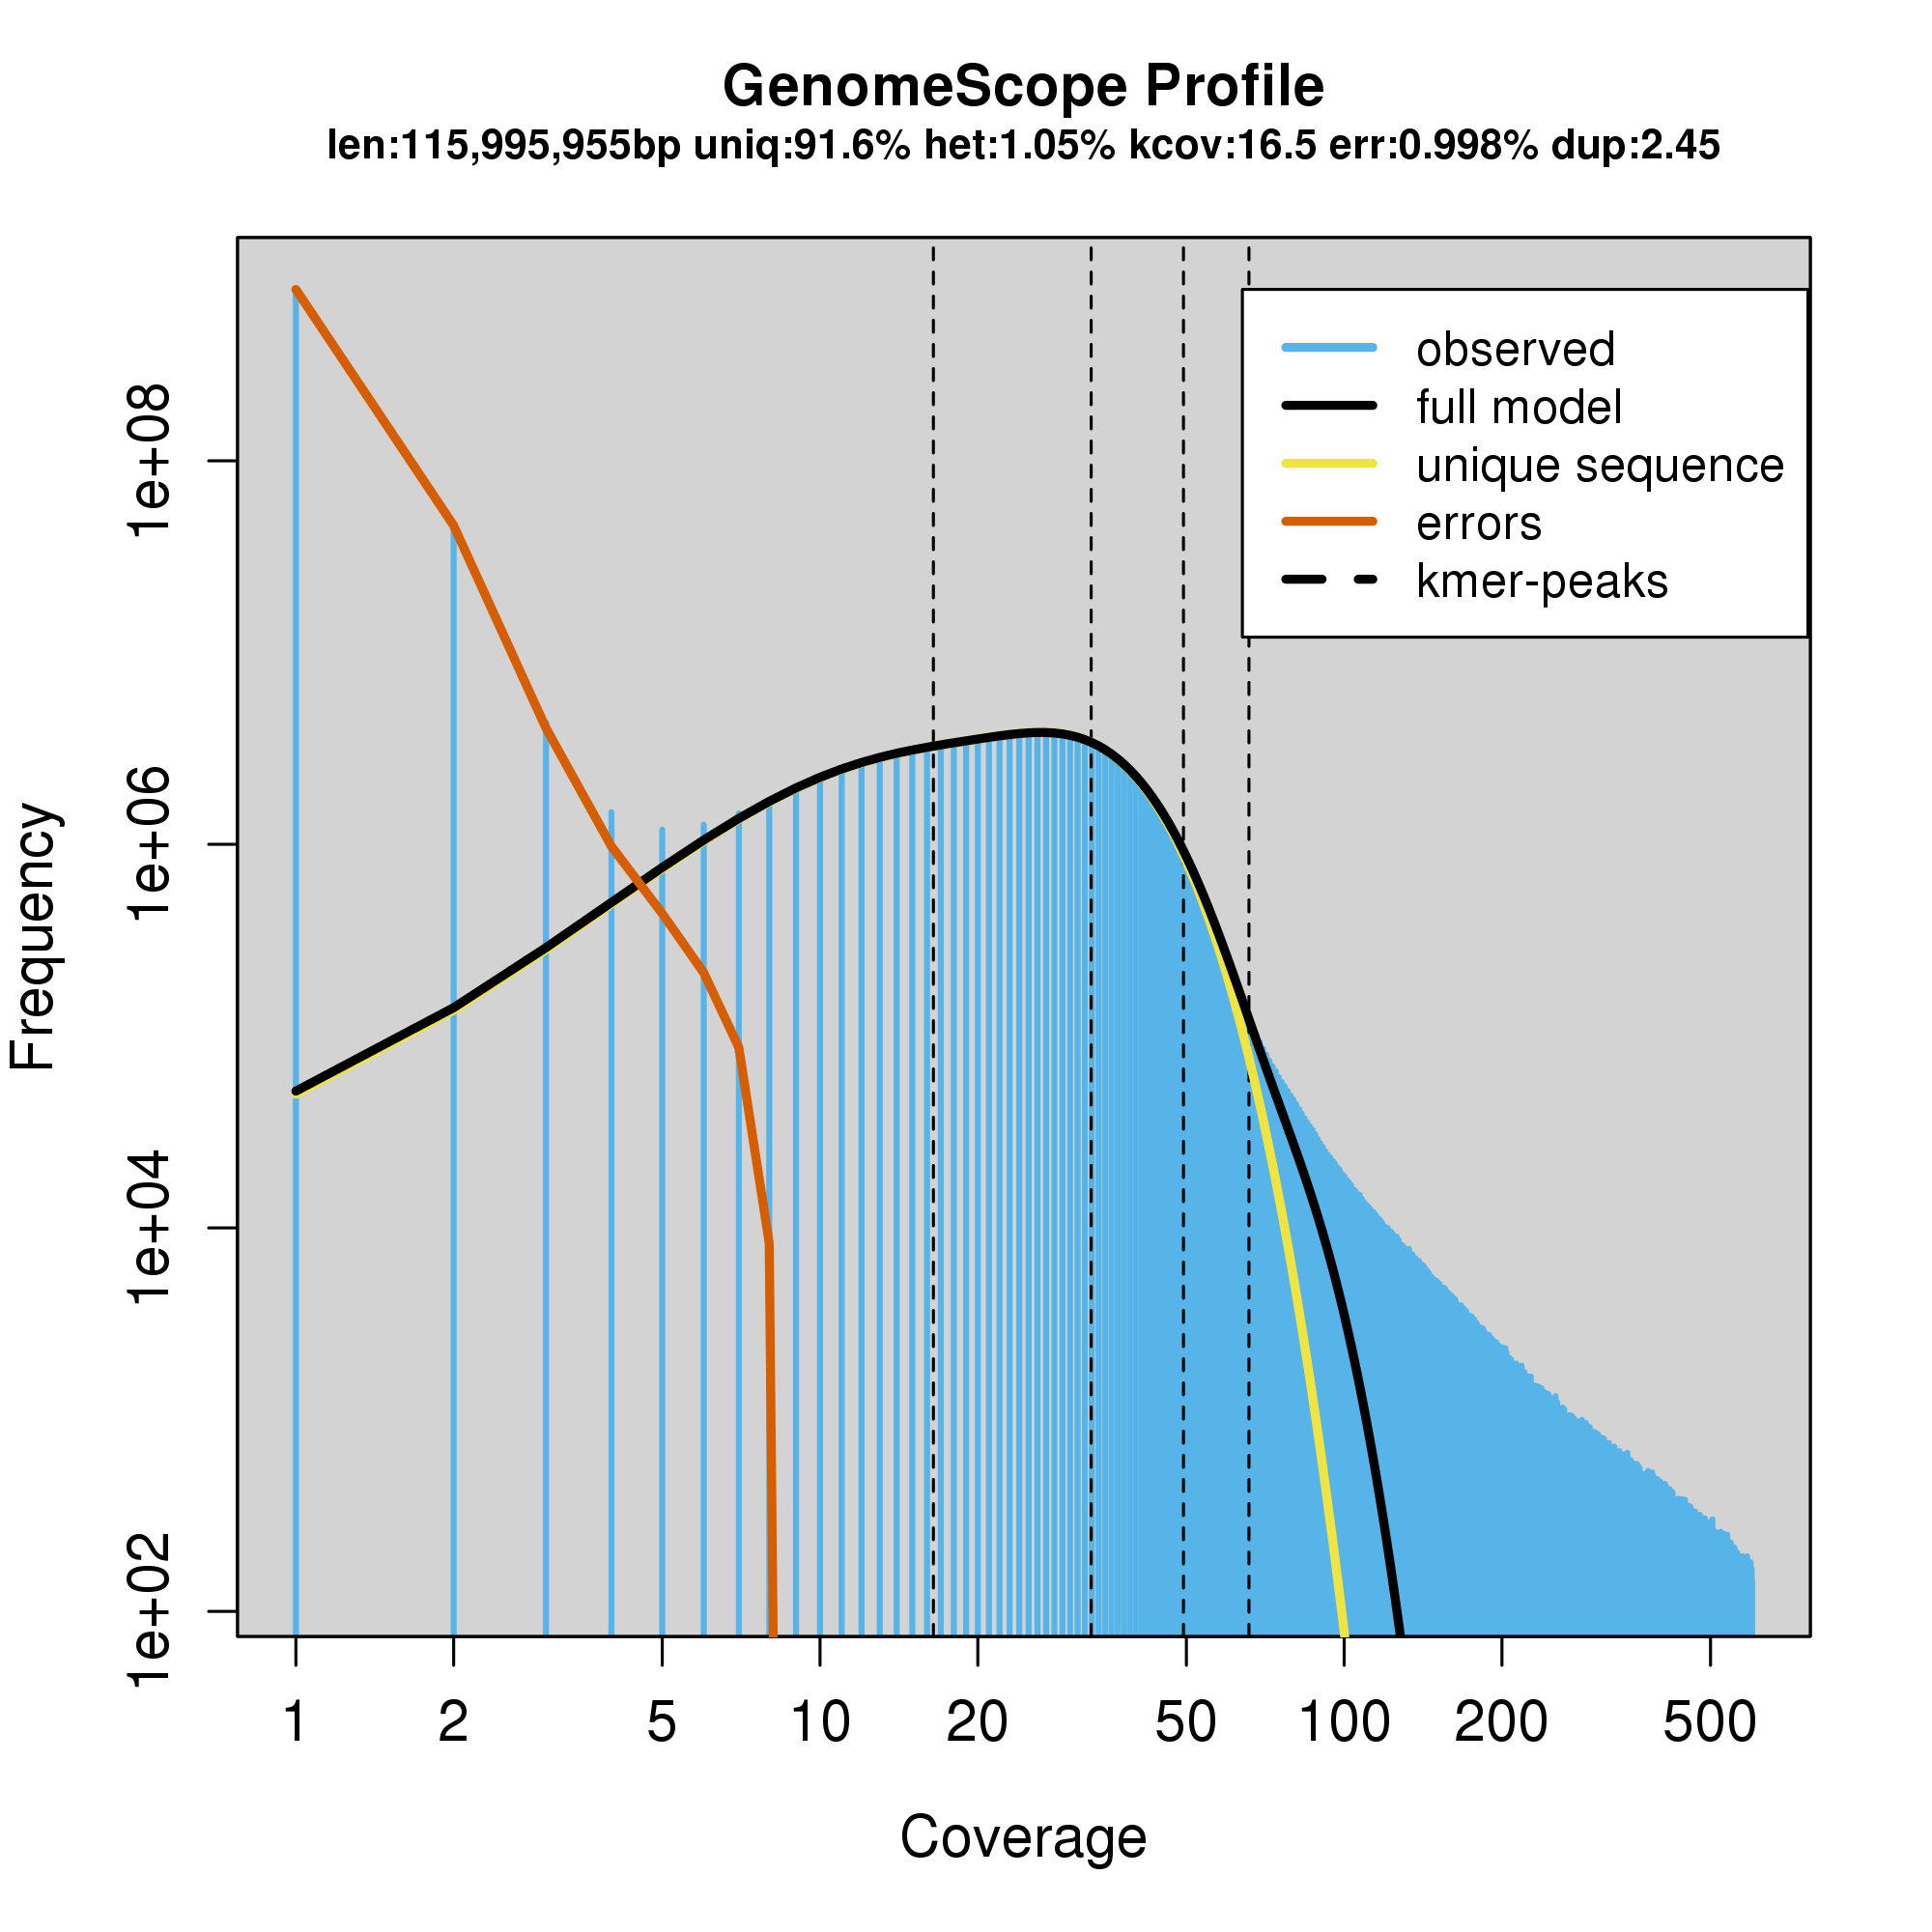 GenomeScope Profile
len:115,995,955bp uniq:91.6% het:1.05% kcov:16.5 err:0.998% dup:2.45
observed
full model
unique sequence
errors
kmer-peaks
Frequency
1e+08
1e+06
1e+04
1e+02
1 2 5 10 20 50 100 200 500
Coverage